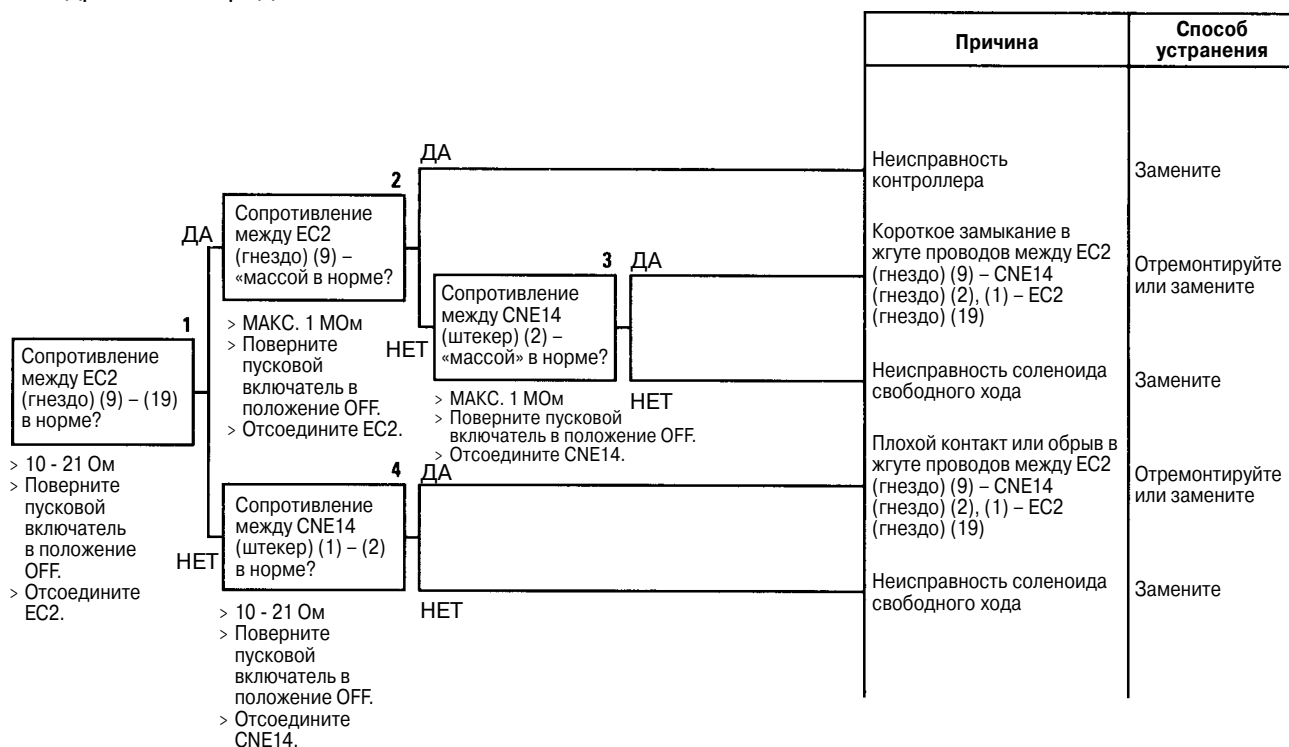 Причина
Способ
устранения
ДА
Неисправность
контроллера
Замените
2
Сопротивление
между EC2
(гнездо) (9) –
«массой в норме?
ДА
Короткое замыкание в
жгуте проводов между EC2
(гнездо) (9) – CNE14
(гнездо) (2), (1) – EC2
(гнездо) (19)
Отремонтируйте
или замените
3
ДА
Сопротивление
между CNE14
(штекер) (2) –
«массой» в норме?
> МАКС. 1 МОм
> Поверните
пусковой
включатель в
положение OFF.
> Отсоедините EC2.
НЕТ
1
Сопротивление
между EC2
(гнездо) (9) – (19)
в норме?
Неисправность соленоида
свободного хода
Замените
НЕТ
> МАКС. 1 МОм
> Поверните пусковой
включатель в положение OFF.
> Отсоедините CNE14.
> 10 - 21 Ом
> Поверните
пусковой
включатель
в положение
OFF.
> Отсоедините
EC2.
4
ДА
Сопротивление
между CNE14
(штекер) (1) – (2)
в норме?
НЕТ
Плохой контакт или обрыв в
жгуте проводов между EC2
(гнездо) (9) – CNE14
(гнездо) (2), (1) – EC2
(гнездо) (19)
Отремонтируйте
или замените
НЕТ
Неисправность соленоида
свободного хода
Замените
> 10 - 21 Ом
> Поверните
пусковой
включатель в
положение OFF.
> Отсоедините
CNE14.